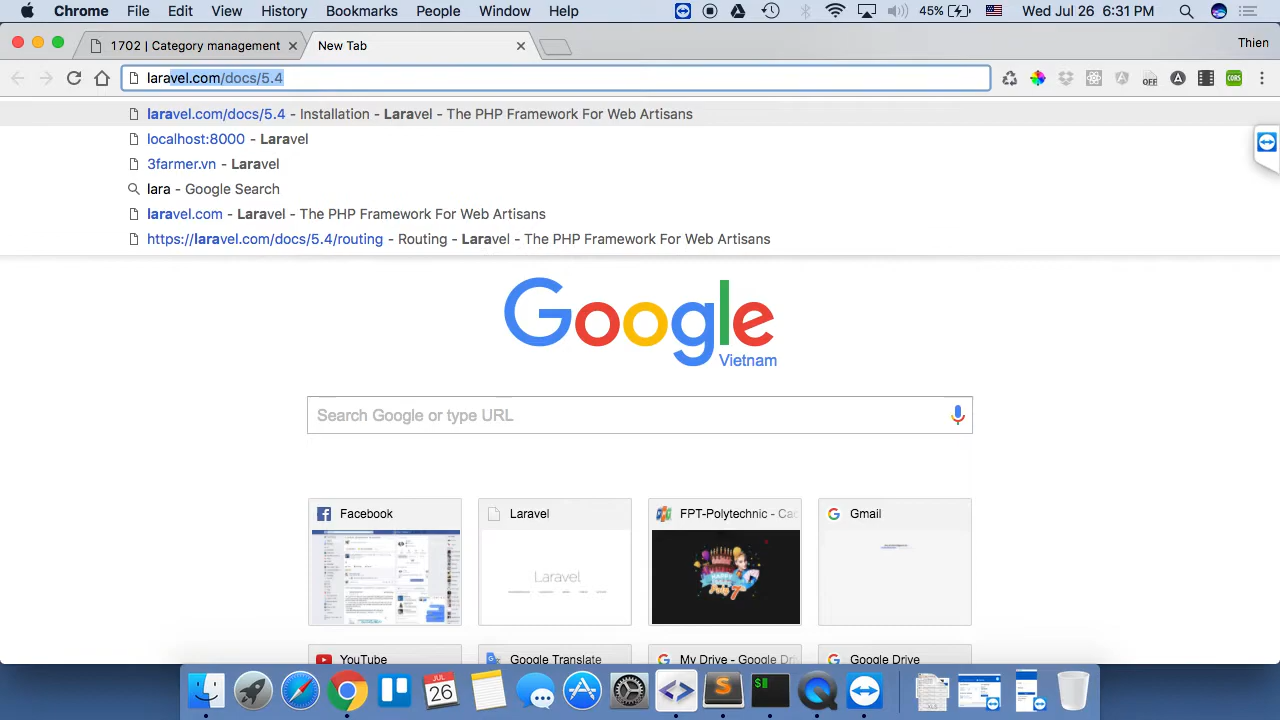 Chrome File Edit View History Bookmarks People Window Help 45% Wed Jul 26 6:31 PM
1702 | Category management New Tab Thien
laravel.com/docs/5.4 OFF CORS
laravel.com/docs/5.4 - Installation - Laravel - The PHP Framework For Web Artisans
localhost:8000 - Laravel
3farmer.vn - Laravel
lara - Google Search
laravel.com - Laravel - The PHP Framework For Web Artisans
https://laravel.com/docs/5.4/routing - Routing - Laravel - The PHP Framework For Web Artisans
Google
Vietnam
Search Google or type URL
Facebook Laravel FPT-Polytechnic - Cao Gmail
Laravel
YouTube Google Translate My Drive - Google Dri Google Drive
JUL
26